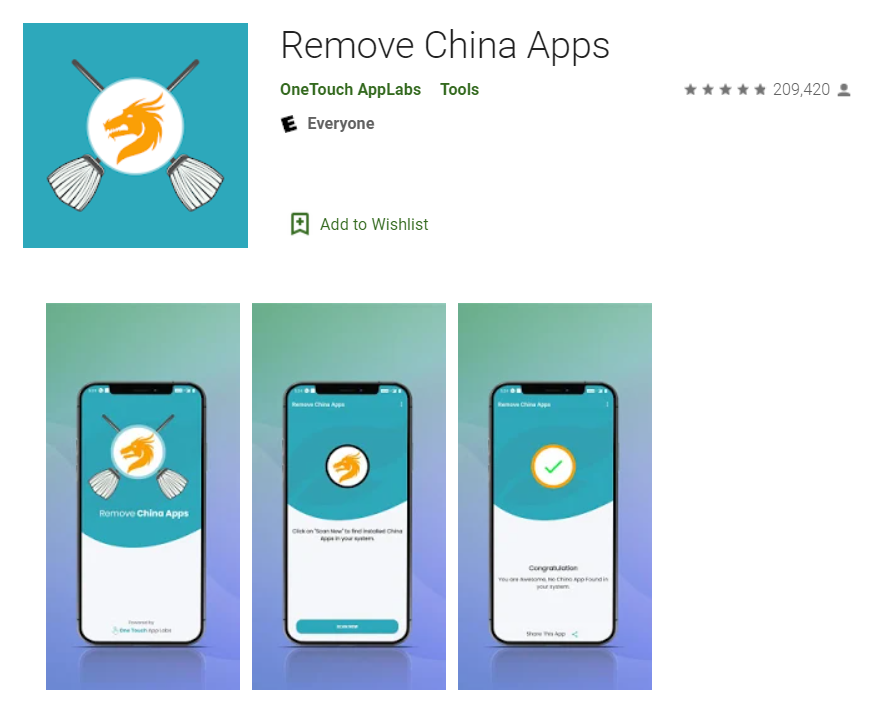 Remove China Apps
OneTouch AppLabs Tools
209,420
E Everyone
Add to Wishlist
Remove China Apps
Powered by
One Touch App Labs
Remove China Apps
Click on "Scan Now" to find installed China
Apps in your system.
SCAN NOW
Remove China Apps
Congratulation
You are Awesome, No China App Found in
your system.
Share This App